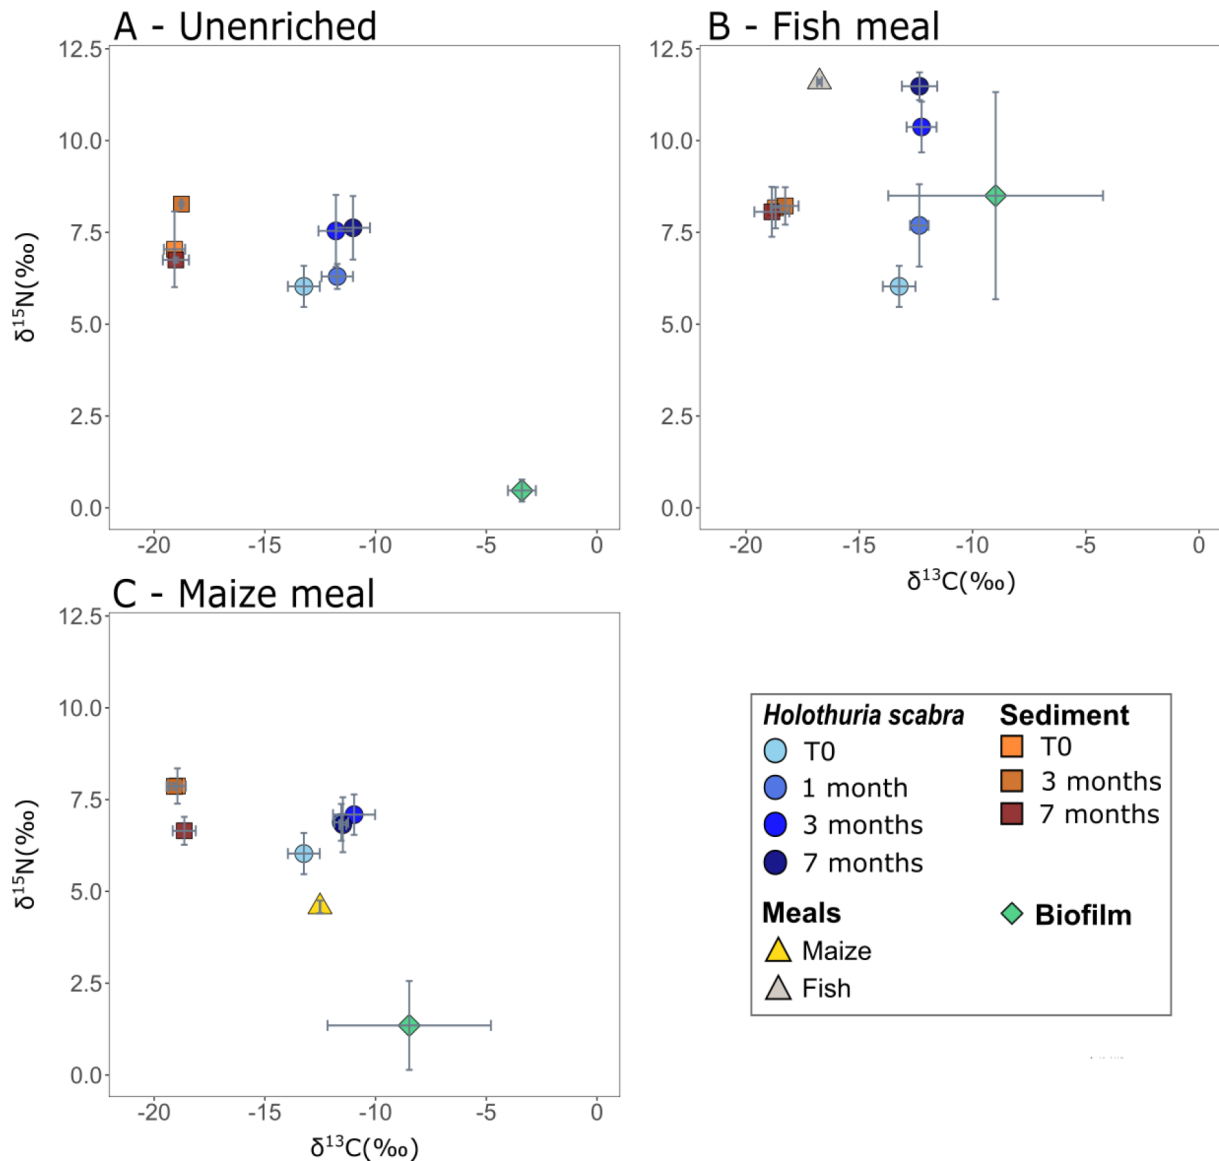 A - Unenriched
B - Fish meal
12.5
10.0
7.5
5.0
2.5
0.0
δ¹⁵N(‰)
-20 -15 -10 -5 0
12.5
10.0
7.5
5.0
2.5
0.0
-20 -15 -10 -5 0
δ¹³C(‰)
C - Maize meal
12.5
10.0
7.5
5.0
2.5
0.0
δ¹⁵N(‰)
-20 -15 -10 -5 0
δ¹³C(‰)
Holothuria scabra
T0
1 month
3 months
7 months
Meals
Maize
Fish
Sediment
T0
3 months
7 months
Biofilm